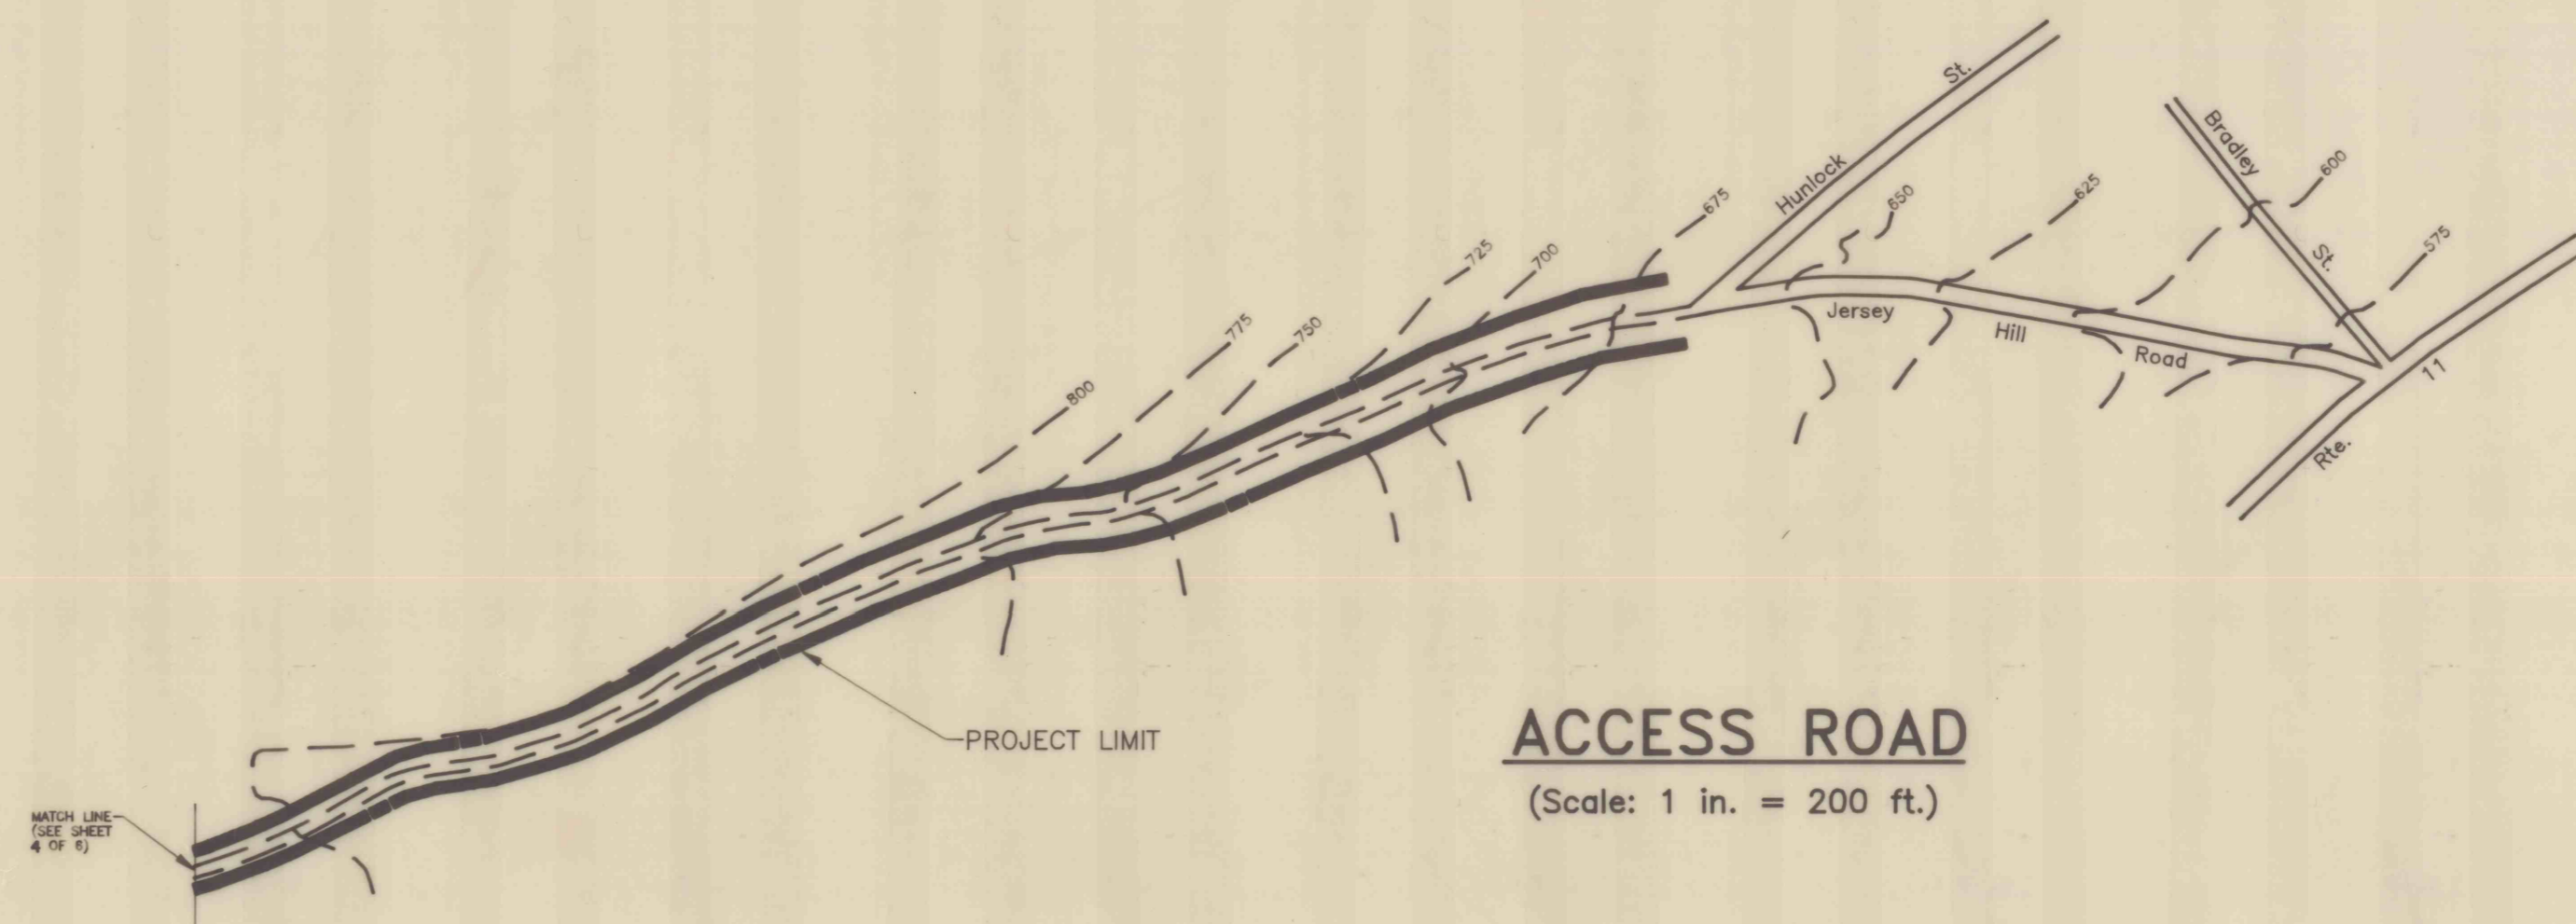 St.
Hunlock
Bradley
St.
600
650
625
675
575
725
700
775
750
800
Jersey
Hill
Road
11
Rte.
PROJECT LIMIT
ACCESS ROAD
(Scale: 1 in. = 200 ft.)
MATCH LINE
(SEE SHEET
4 OF 6)